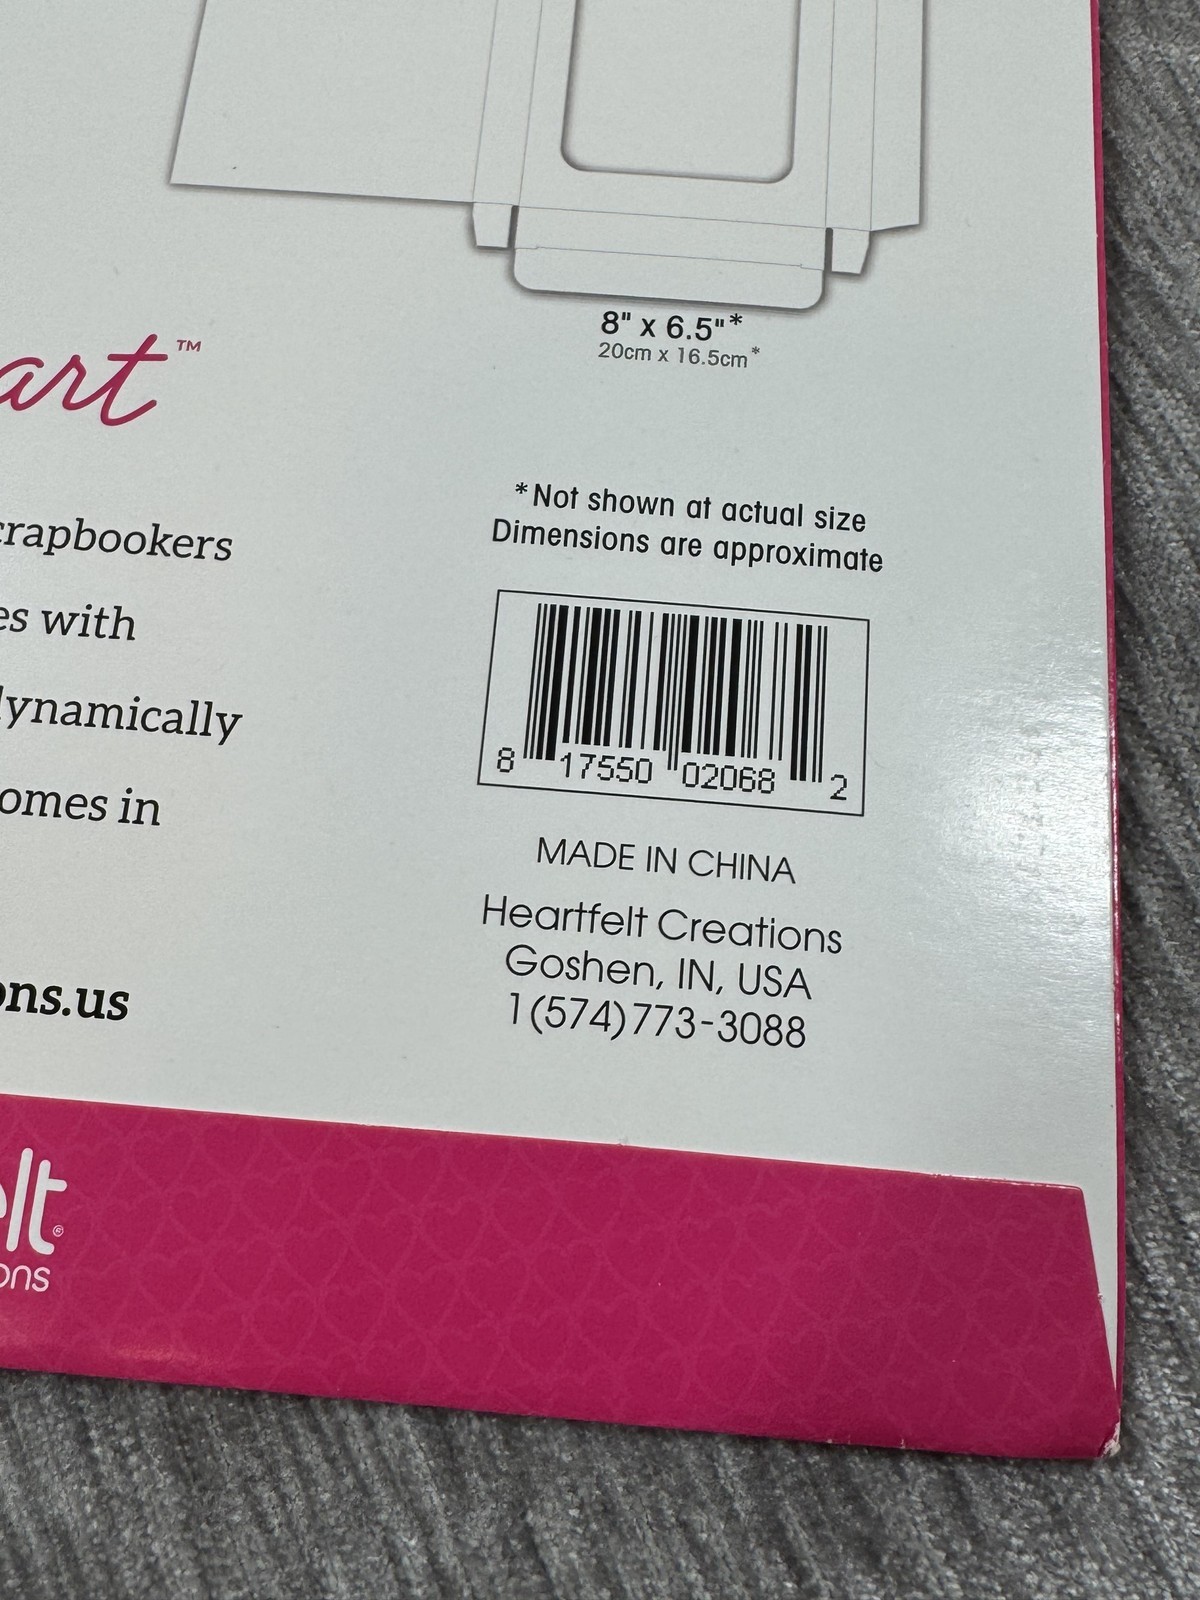 8" x 6.5"*
20cm x 16.5cm*
art™
*Not shown at actual size
Dimensions are approximate
crapbookers
es with
dynamically
omes in
ons.us
8 17550 02068 2
MADE IN CHINA
Heartfelt Creations
Goshen, IN, USA
1(574)773-3088
elt®
ons